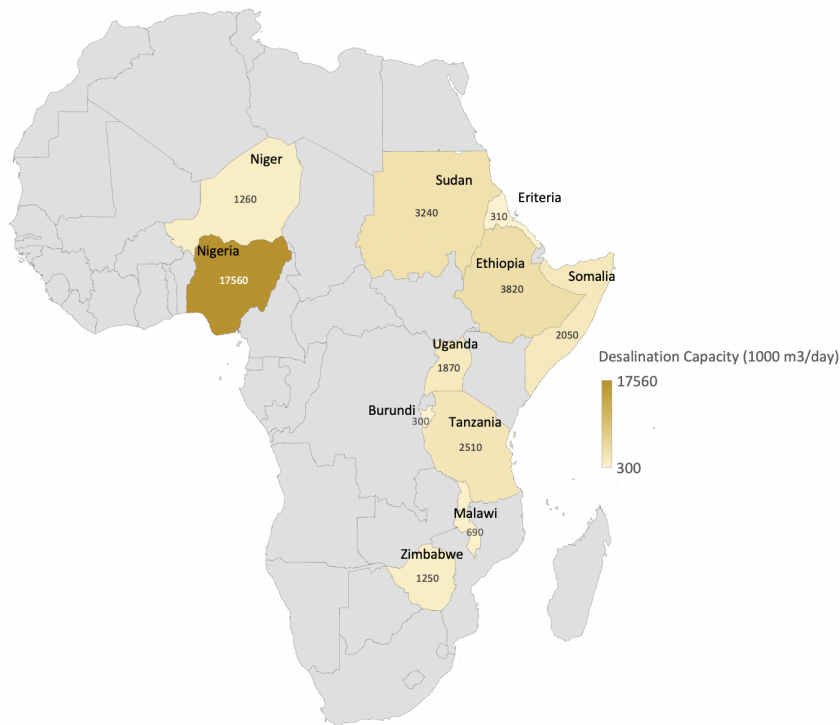 Niger
1260
Sudan
3240
Eriteria
310
Nigeria
17560
Ethiopia
3820
Somalia
2050
Uganda
1870
Desalination Capacity (1000 m3/day)
17560
300
Burundi
300
Tanzania
2510
Malawi
690
Zimbabwe
1250